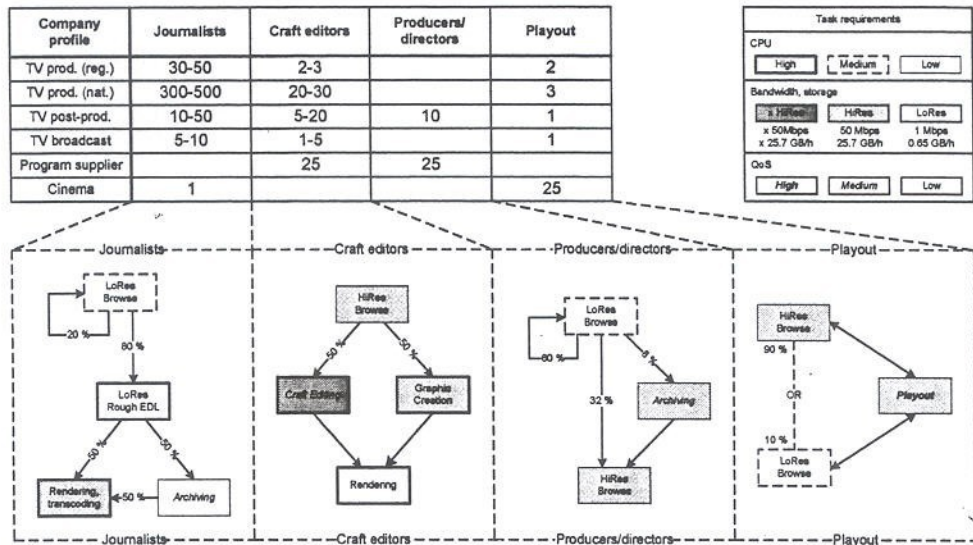 Company profile Journalists Craft editors Producers/ directors Playout
TV prod. (reg.) 30-50 2-3 2
TV prod. (nat.) 300-500 20-30 3
TV post-prod. 10-50 5-20 10 1
TV broadcast 5-10 1-5 1
Program supplier 25 25
Cinema 1 25
Task requirements
CPU
High Medium Low
Bandwidth, storage
x HiRes HiRes LoRes
x 50Mbps 50 Mbps 1 Mbps
x 25.7 GB/h 25.7 GB/h 0.65 GB/h
QoS
High Medium Low
Journalists
LoRes
Browse
20 %
80 %
LoRes
Rough EDL
50 % 50 %
Rendering,
transcoding
50 %
Archiving
Journalists
Craft editors
HiRes
Browse
50 % 50 %
Craft Editing
Graphic
Creation
Rendering
Craft editors
Producers/directors
LoRes
Browse
60 %
8 %
32 %
Archiving
HiRes
Browse
Producers/directors
Playout
HiRes
Browse
90 %
OR
Playout
10 %
LoRes
Browse
Playout